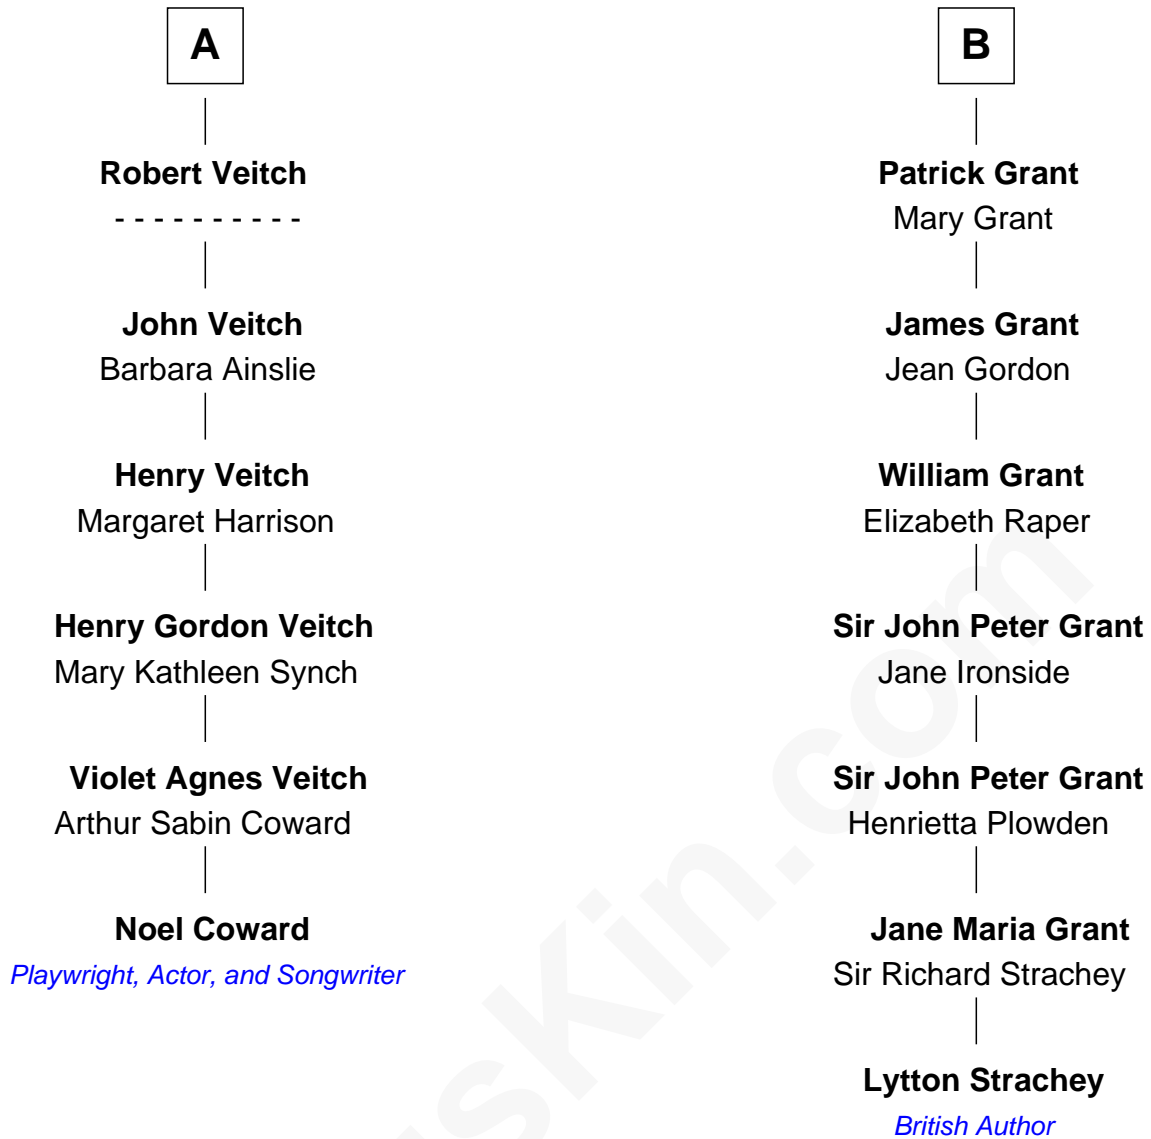 A
Robert Veitch
- - - - - - - - - -
John Veitch
Barbara Ainslie
Henry Veitch
Margaret Harrison
Henry Gordon Veitch
Mary Kathleen Synch
Violet Agnes Veitch
Arthur Sabin Coward
Noel Coward
Playwright, Actor, and Songwriter
B
Patrick Grant
Mary Grant
James Grant
Jean Gordon
William Grant
Elizabeth Raper
Sir John Peter Grant
Jane Ironside
Sir John Peter Grant
Henrietta Plowden
Jane Maria Grant
Sir Richard Strachey
Lytton Strachey
British Author